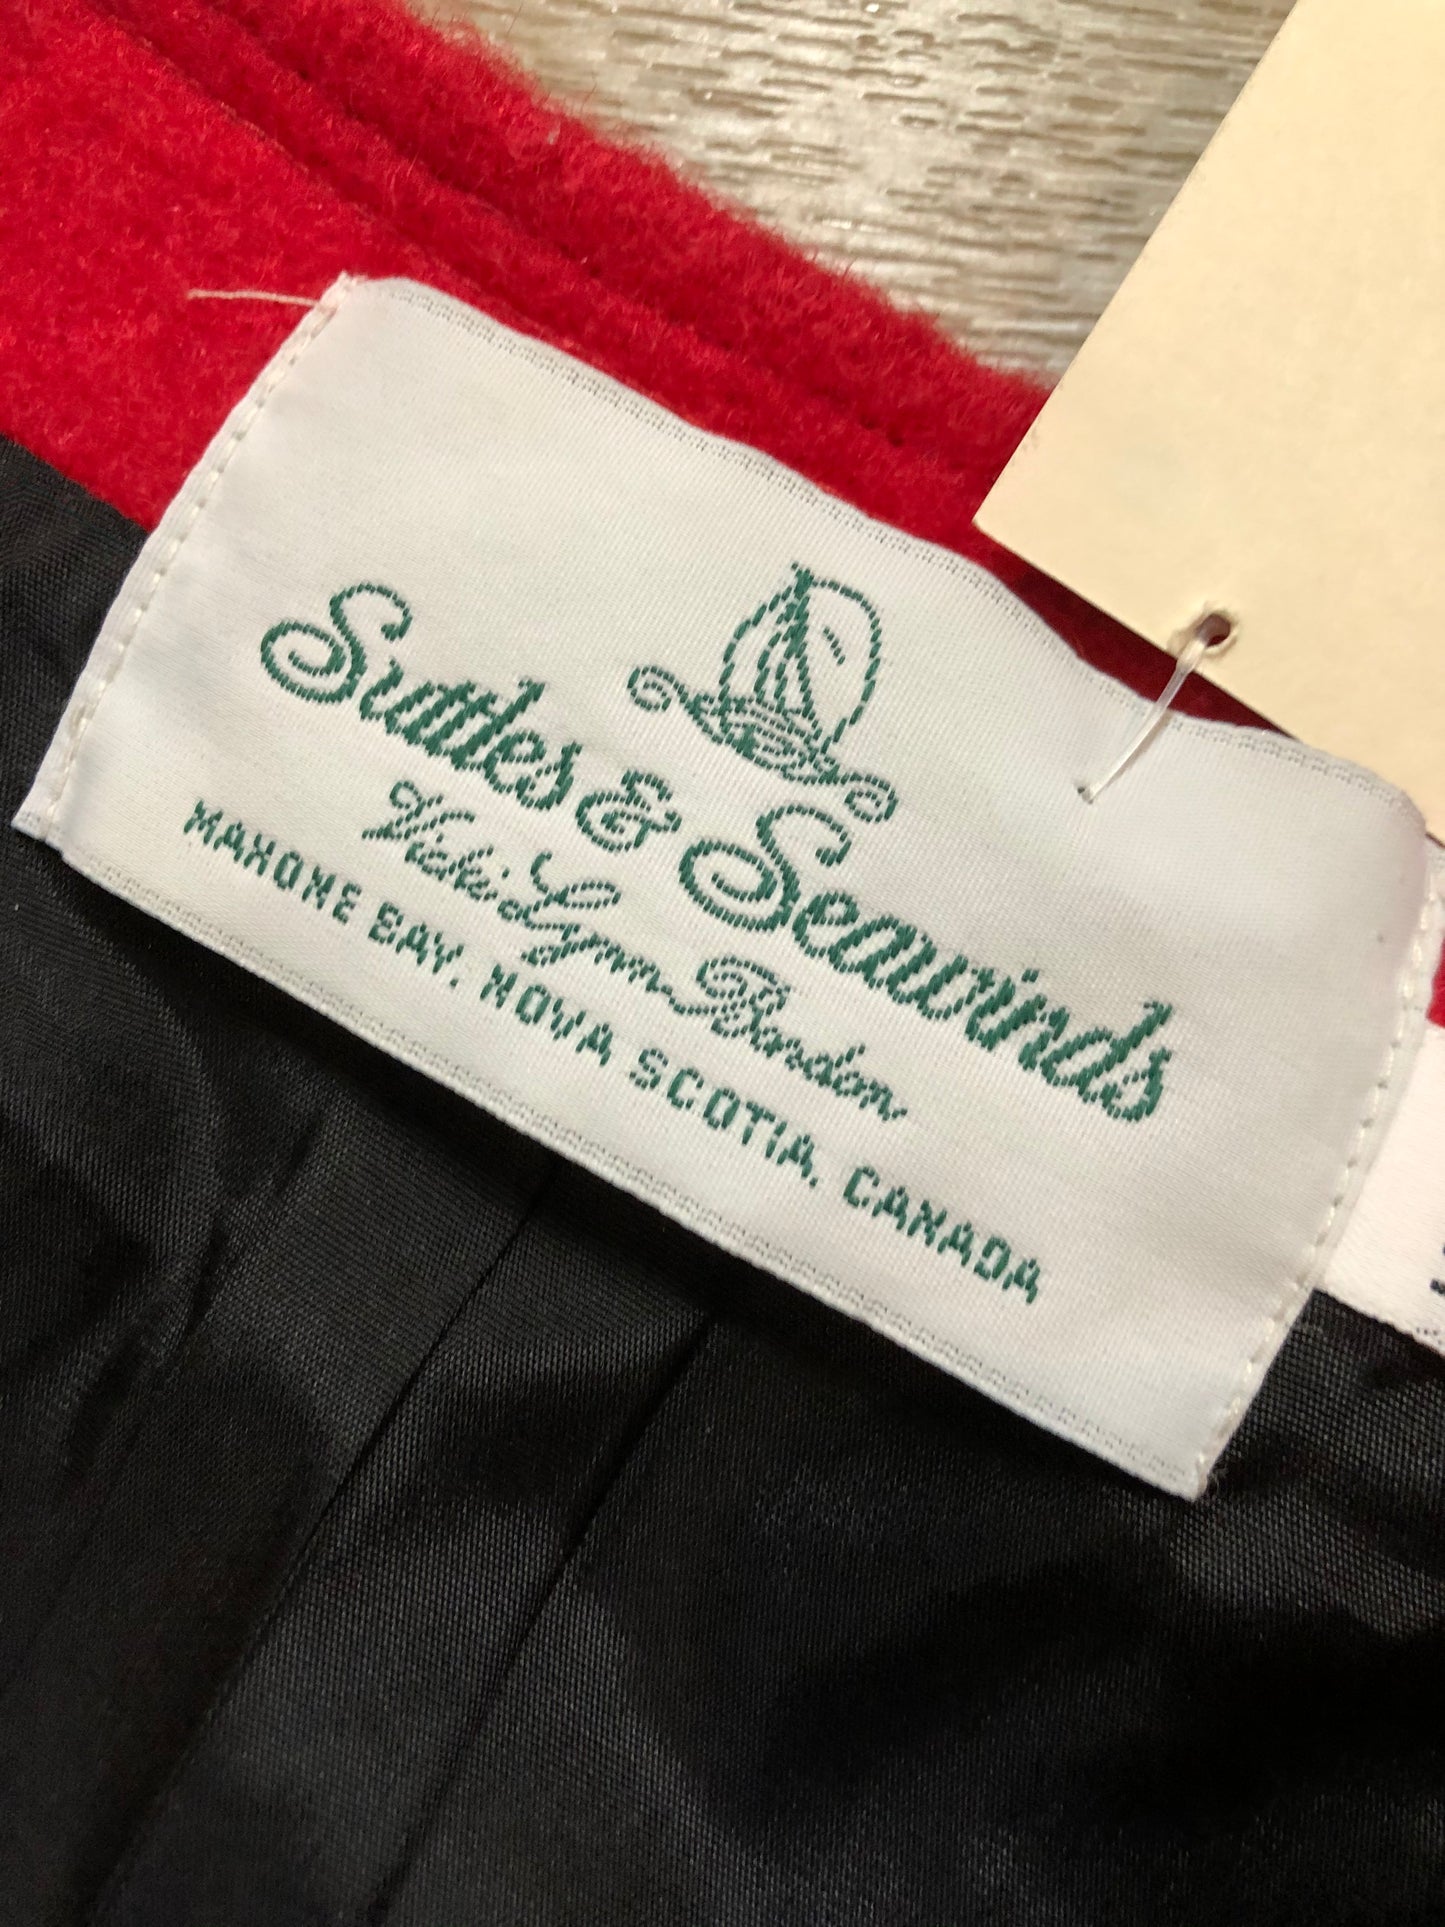 Suttles & Seawinds
Vicki Lynn Bardon
MAHONE BAY, NOVA SCOTIA, CANADA